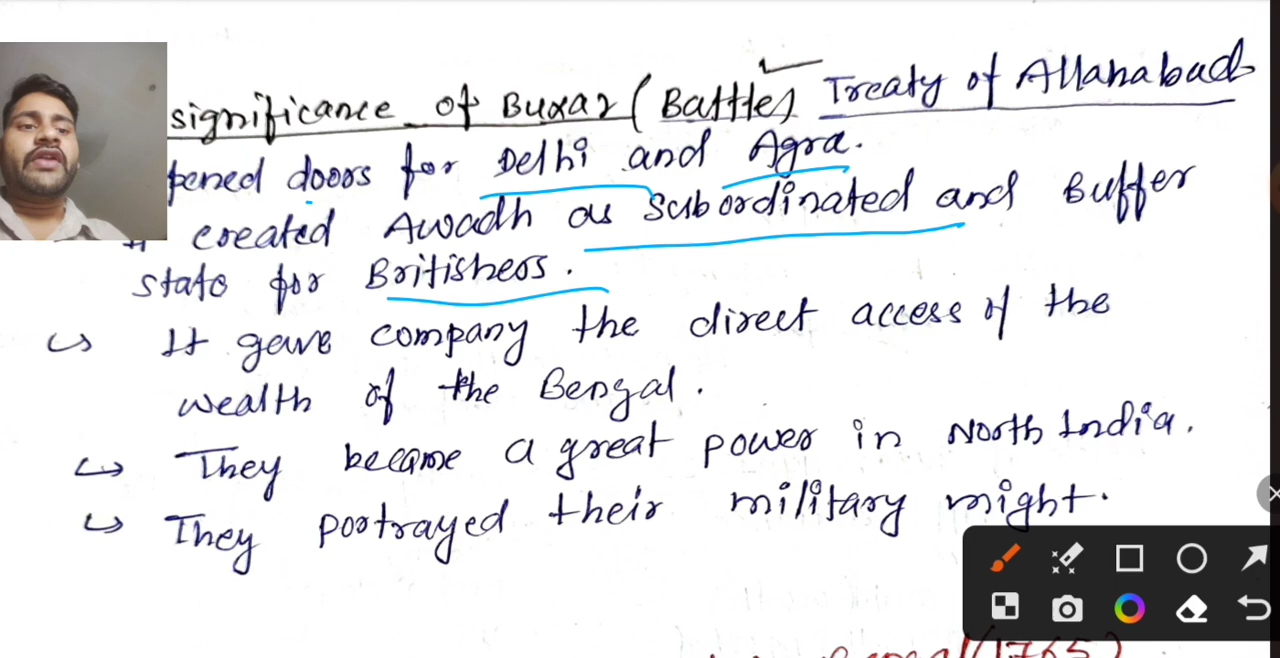 significance of Buxar (Battle) Treaty of Allahabad
pened doors for Delhi and Agra.
It created Awadh as Subordinated and Buffer
state for Britishers.
It gave company the direct access of the
wealth of the Bengal.
They became a great power in North India.
They portrayed their military might.
(1765)